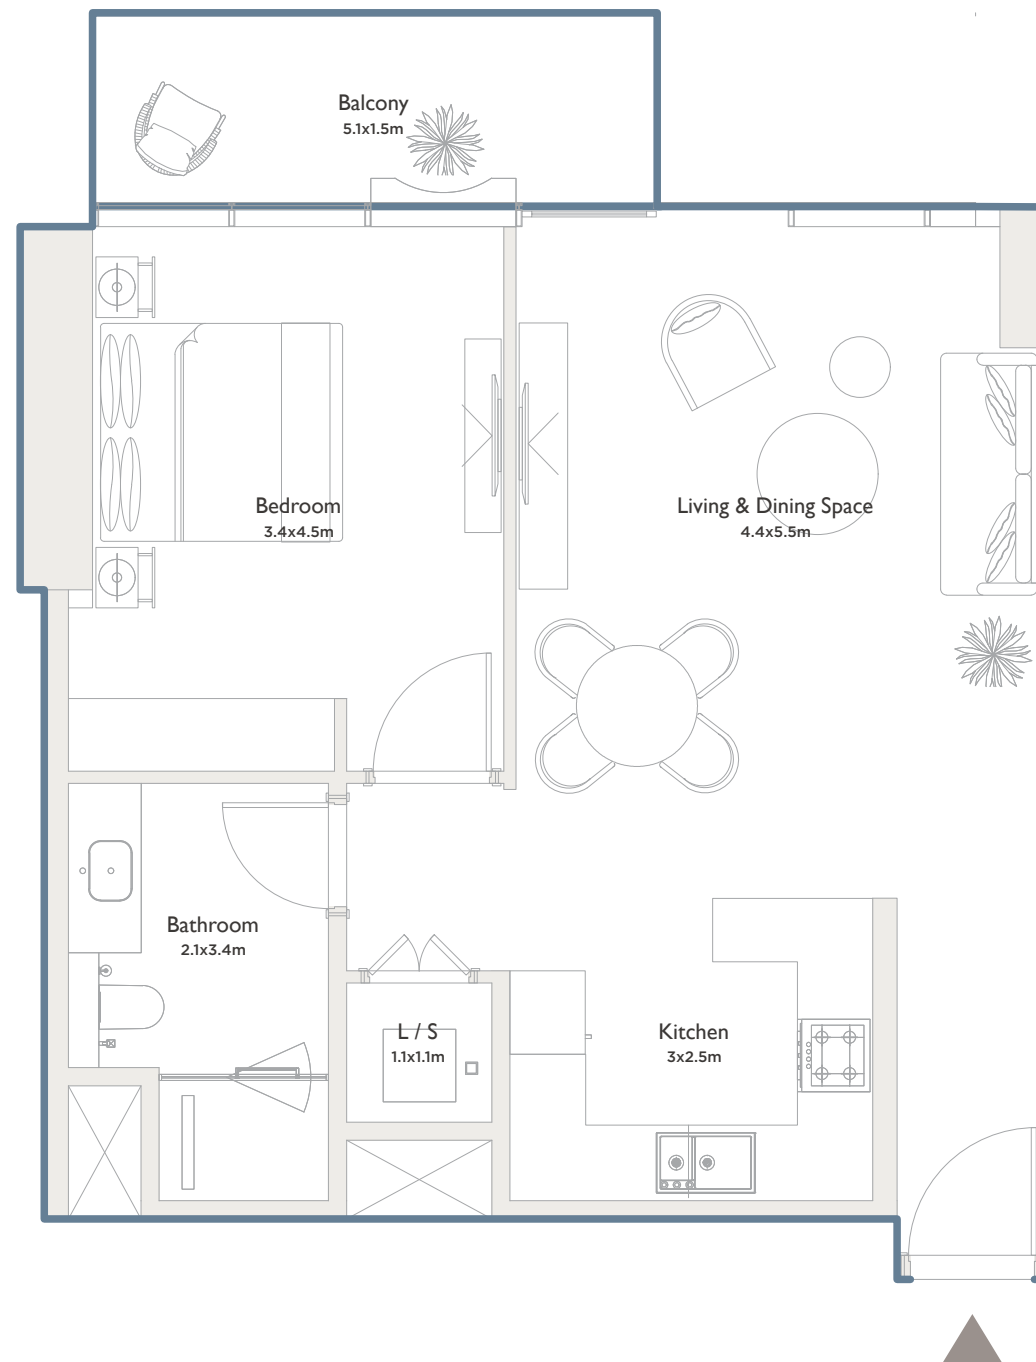 Balcony
5.1x1.5m
Bedroom
3.4x4.5m
Living & Dining Space
4.4x5.5m
Bathroom
2.1x3.4m
L / S
1.1x1.1m
Kitchen
3x2.5m